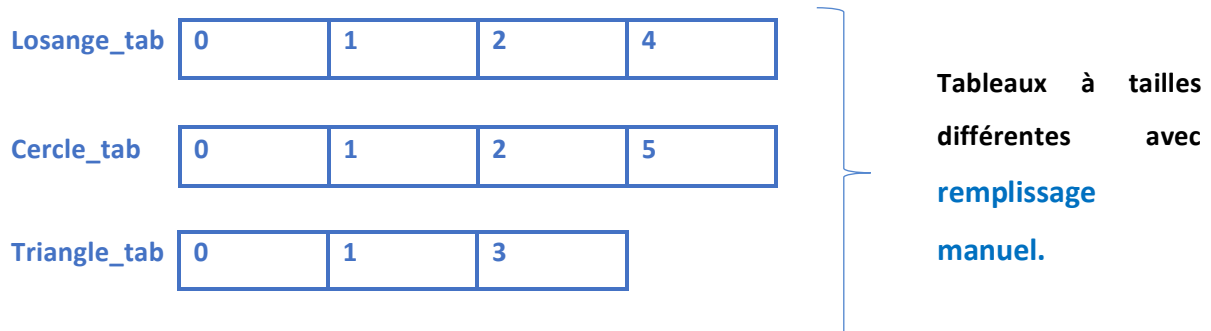 Losange_tab 0 1 2 4
Cercle_tab 0 1 2 5
Triangle_tab 0 1 3
Tableaux à tailles
différentes avec
remplissage
manuel.